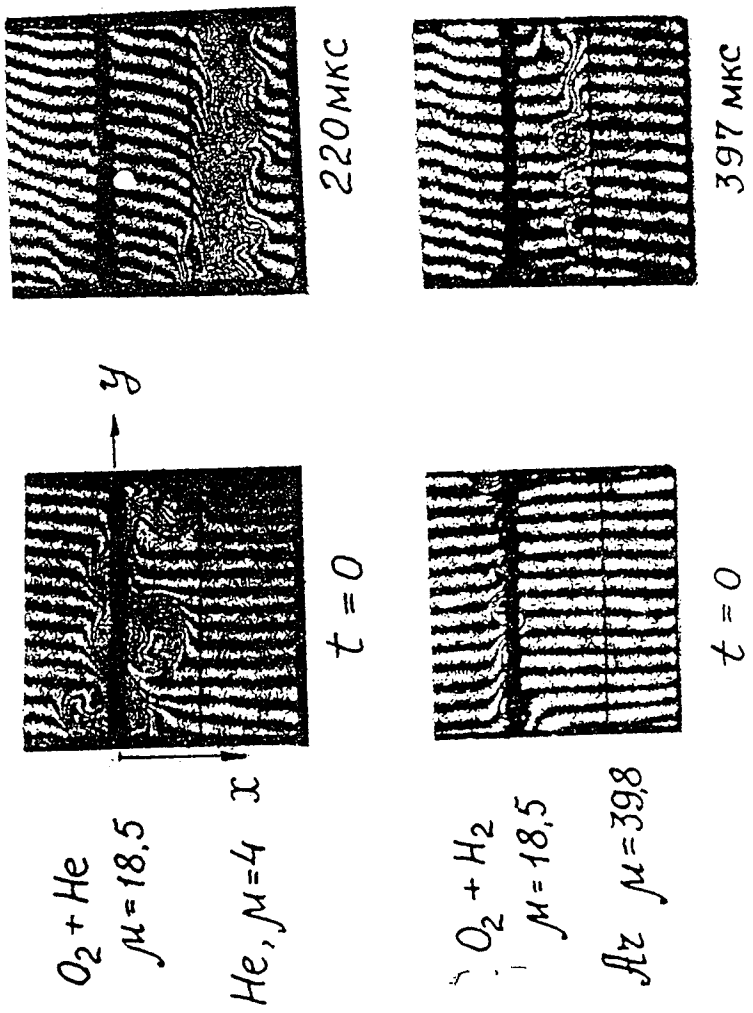 O₂ + He
μ = 18,5
He, μ = 4
x
y
t = 0
220 мкс
O₂ + H₂
μ = 18,5
Ar μ = 39,8
t = 0
397 мкс